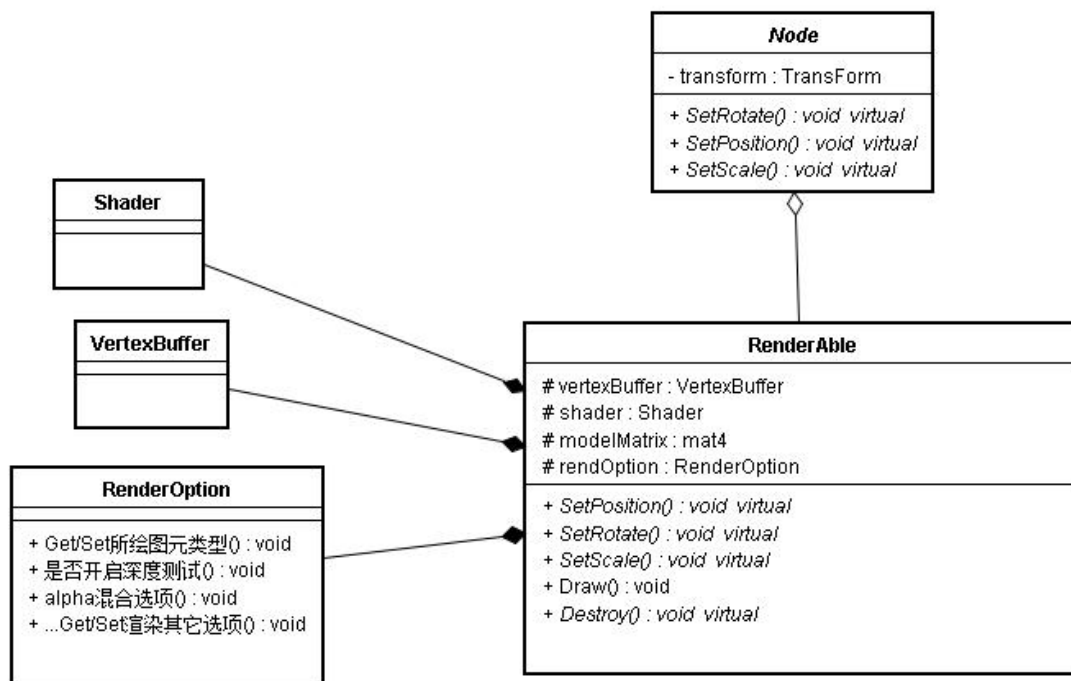 Node
- transform : TransForm
+ SetRotate() : void virtual
+ SetPosition() : void virtual
+ SetScale() : void virtual
Shader
VertexBuffer
RenderOption
+ Get/Set所绘图元类型() : void
+ 是否开启深度测试() : void
+ alpha混合选项() : void
+ ...Get/Set渲染其它选项() : void
RenderAble
# vertexBuffer : VertexBuffer
# shader : Shader
# modelMatrix : mat4
# rendOption : RenderOption
+ SetPosition() : void virtual
+ SetRotate() : void virtual
+ SetScale() : void virtual
+ Draw() : void
+ Destroy() : void virtual